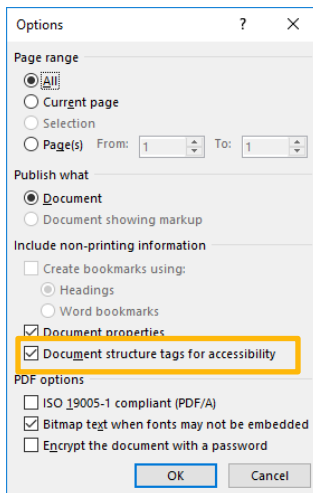 Options ? ×
Page range
All
Current page
Selection
Page(s) From: 1 To: 1
Publish what
Document
Document showing markup
Include non-printing information
Create bookmarks using:
Headings
Word bookmarks
Document properties
Document structure tags for accessibility
PDF options
ISO 19005-1 compliant (PDF/A)
Bitmap text when fonts may not be embedded
Encrypt the document with a password
OK Cancel